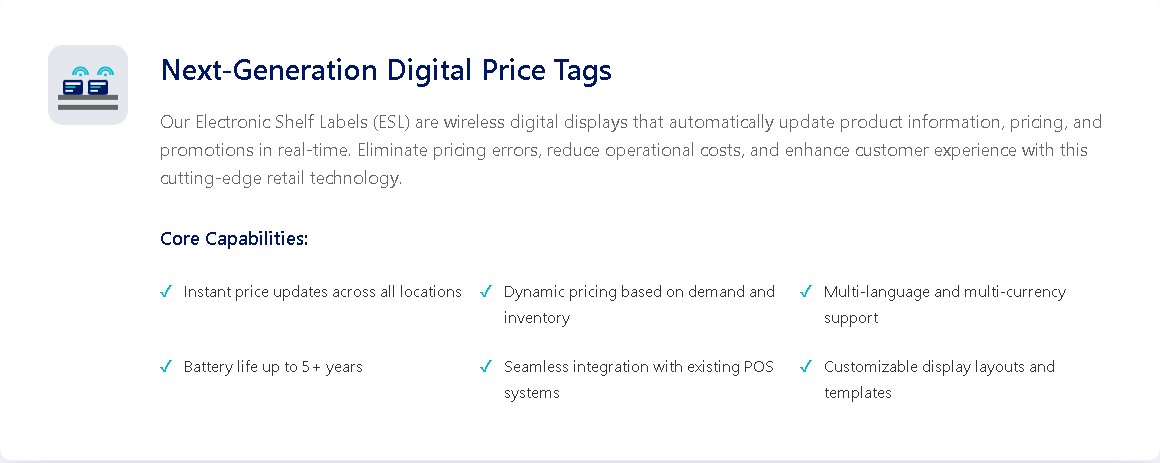 Next-Generation Digital Price Tags
Our Electronic Shelf Labels (ESL) are wireless digital displays that automatically update product information, pricing, and
promotions in real-time. Eliminate pricing errors, reduce operational costs, and enhance customer experience with this
cutting-edge retail technology.
Core Capabilities:
✓ Instant price updates across all locations
✓ Dynamic pricing based on demand and
inventory
✓ Multi-language and multi-currency
support
✓ Battery life up to 5+ years
✓ Seamless integration with existing POS
systems
✓ Customizable display layouts and
templates